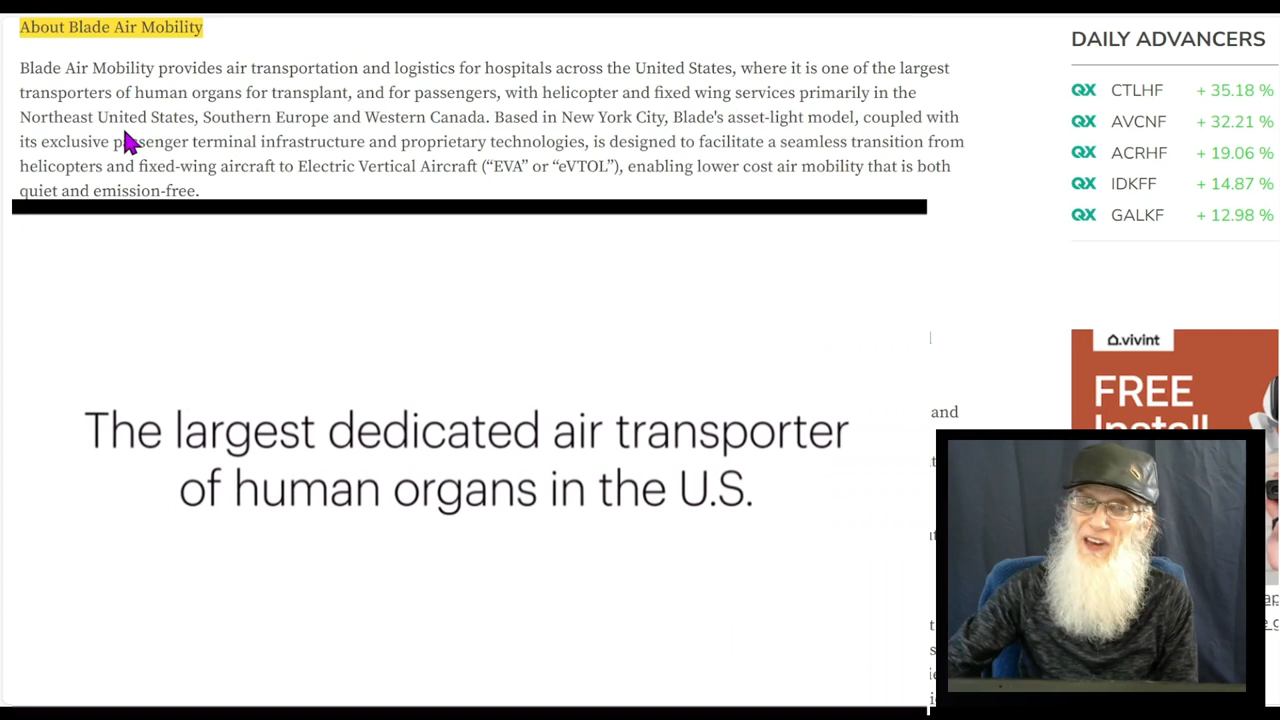 About Blade Air Mobility
Blade Air Mobility provides air transportation and logistics for hospitals across the United States, where it is one of the largest
transporters of human organs for transplant, and for passengers, with helicopter and fixed wing services primarily in the
Northeast United States, Southern Europe and Western Canada. Based in New York City, Blade's asset-light model, coupled with
its exclusive passenger terminal infrastructure and proprietary technologies, is designed to facilitate a seamless transition from
helicopters and fixed-wing aircraft to Electric Vertical Aircraft (“EVA” or “eVTOL”), enabling lower cost air mobility that is both
quiet and emission-free.
The largest dedicated air transporter
of human organs in the U.S.
and
DAILY ADVANCERS
QX CTLHF + 35.18 %
QX AVCNF + 32.21 %
QX ACRHF + 19.06 %
QX IDKFF + 14.87 %
QX GALKF + 12.98 %
vivint
FREE
Install